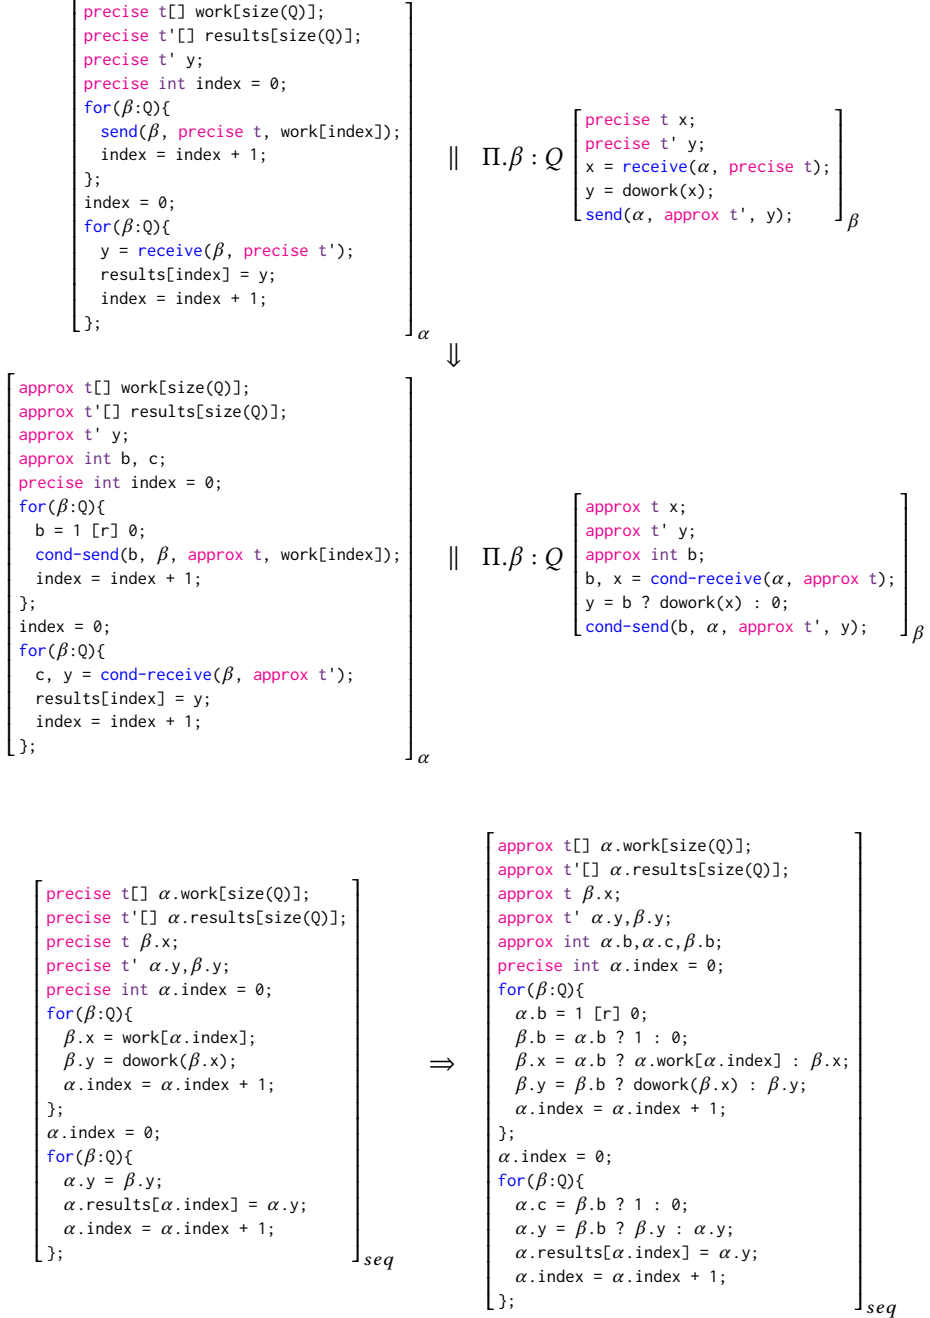 precise t[] work[size(Q)];
precise t'[] results[size(Q)];
precise t' y;
precise int index = 0;
for(β:Q){
send(β, precise t, work[index]);
index = index + 1;
};
index = 0;
for(β:Q){
y = receive(β, precise t');
results[index] = y;
index = index + 1;
};
α
∥ Π.β : Q
precise t x;
precise t' y;
x = receive(α, precise t);
y = dowork(x);
send(α, approx t', y);
β
⇓
approx t[] work[size(Q)];
approx t'[] results[size(Q)];
approx t' y;
approx int b, c;
precise int index = 0;
for(β:Q){
b = 1 [r] 0;
cond-send(b, β, approx t, work[index]);
index = index + 1;
};
index = 0;
for(β:Q){
c, y = cond-receive(β, approx t');
results[index] = y;
index = index + 1;
};
α
∥ Π.β : Q
approx t x;
approx t' y;
approx int b;
b, x = cond-receive(α, approx t);
y = b ? dowork(x) : 0;
cond-send(b, α, approx t', y);
β
precise t[] α.work[size(Q)];
precise t'[] α.results[size(Q)];
precise t β.x;
precise t' α.y,β.y;
precise int α.index = 0;
for(β:Q){
β.x = work[α.index];
β.y = dowork(β.x);
α.index = α.index + 1;
};
α.index = 0;
for(β:Q){
α.y = β.y;
α.results[α.index] = α.y;
α.index = α.index + 1;
};
seq
⇒
approx t[] α.work[size(Q)];
approx t'[] α.results[size(Q)];
approx t β.x;
approx t' α.y,β.y;
approx int α.b,α.c,β.b;
precise int α.index = 0;
for(β:Q){
α.b = 1 [r] 0;
β.b = α.b ? 1 : 0;
β.x = α.b ? α.work[α.index] : β.x;
β.y = β.b ? dowork(β.x) : β.y;
α.index = α.index + 1;
};
α.index = 0;
for(β:Q){
α.c = β.b ? 1 : 0;
α.y = β.b ? β.y : α.y;
α.results[α.index] = α.y;
α.index = α.index + 1;
};
seq